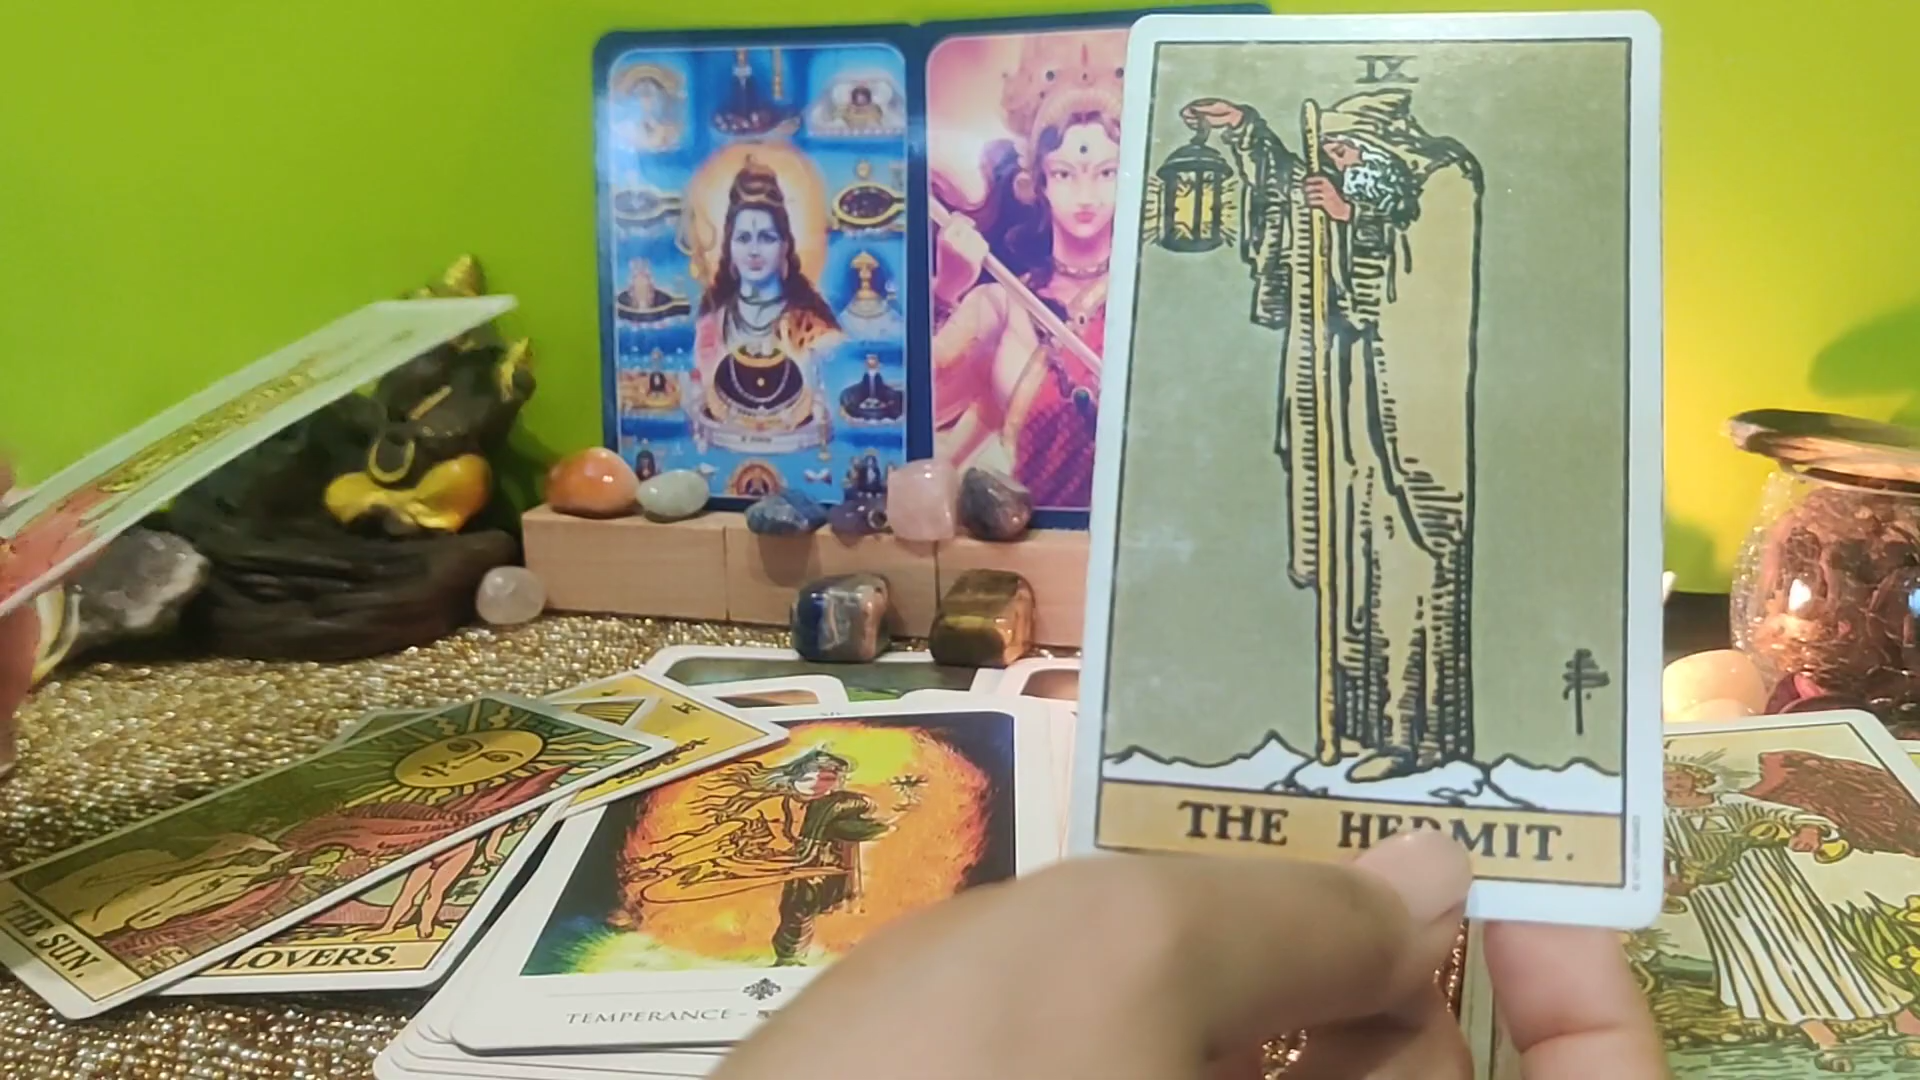 IX
THE HERMIT.
THE SUN.
LOVERS.
TEMPERANCE -